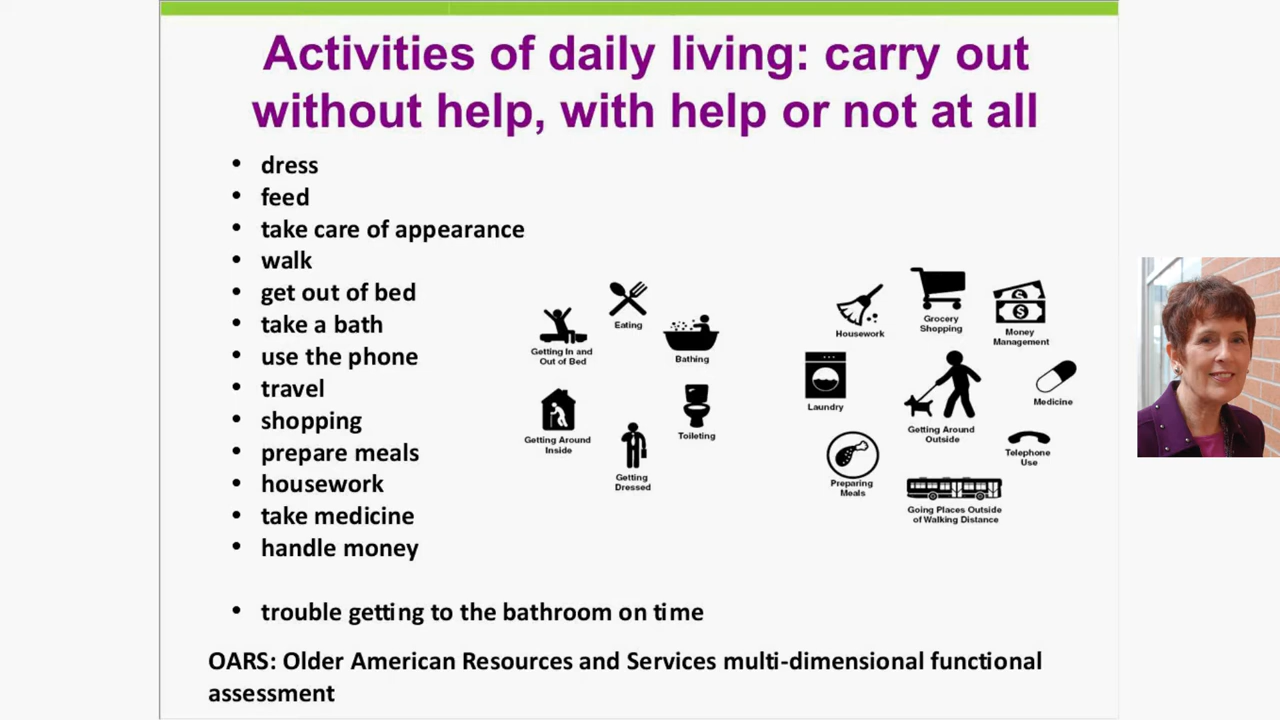 Activities of daily living: carry out
without help, with help or not at all
• dress
• feed
• take care of appearance
• walk
• get out of bed
• take a bath
• use the phone
• travel
• shopping
• prepare meals
• housework
• take medicine
• handle money
• trouble getting to the bathroom on time
OARS: Older American Resources and Services multi-dimensional functional
assessment
Eating
Getting In and
Out of Bed
Bathing
Getting Around
Inside
Toileting
Getting
Dressed
Housework
Grocery
Shopping
Money
Management
Laundry
Getting Around
Outside
Medicine
Preparing
Meals
Telephone
Use
Going Places Outside
of Walking Distance